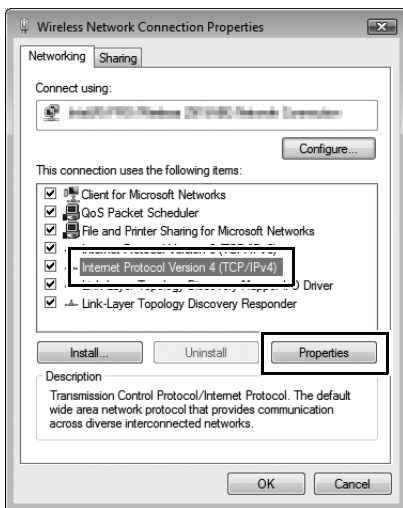 Wireless Network Connection Properties
Networking
Sharing
Connect using:
Configure...
This connection uses the following items:
Client for Microsoft Networks
QoS Packet Scheduler
File and Printer Sharing for Microsoft Networks
Internet Protocol Version 4 (TCP/IPv4)
Driver
Link-Layer Topology Discovery Responder
Install...
Uninstall
Properties
Description
Transmission Control Protocol/Internet Protocol. The default
wide area network protocol that provides communication
across diverse interconnected networks.
OK
Cancel